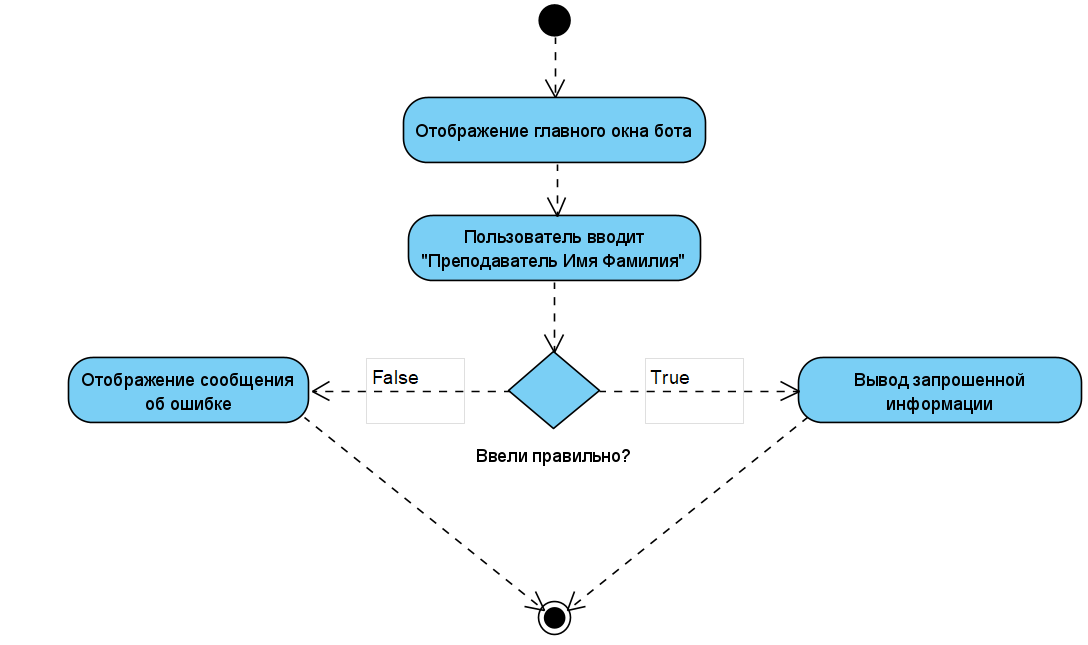 Отображение главного окна бота
Пользователь вводит
"Преподаватель Имя Фамилия"
Отображение сообщения
об ошибке
False
True
Вывод запрошенной
информации
Ввели правильно?